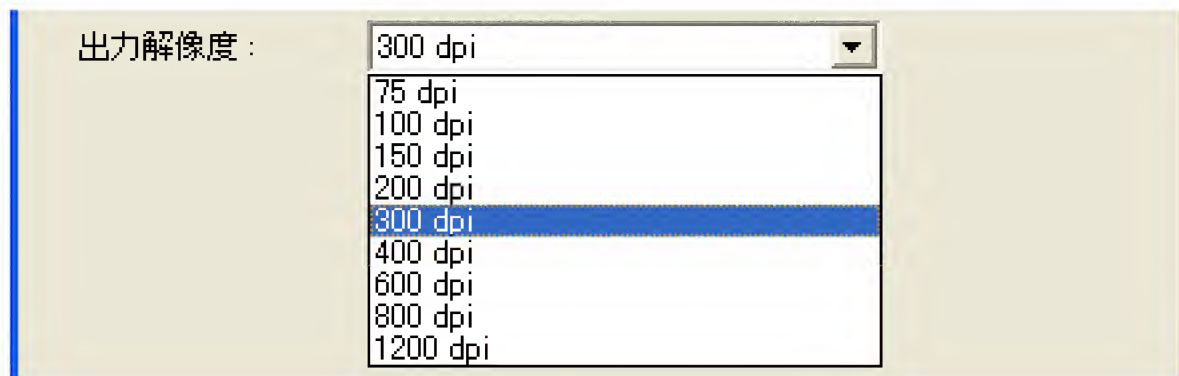 出力解像度： 300 dpi
75 dpi
100 dpi
150 dpi
200 dpi
300 dpi
400 dpi
600 dpi
800 dpi
1200 dpi